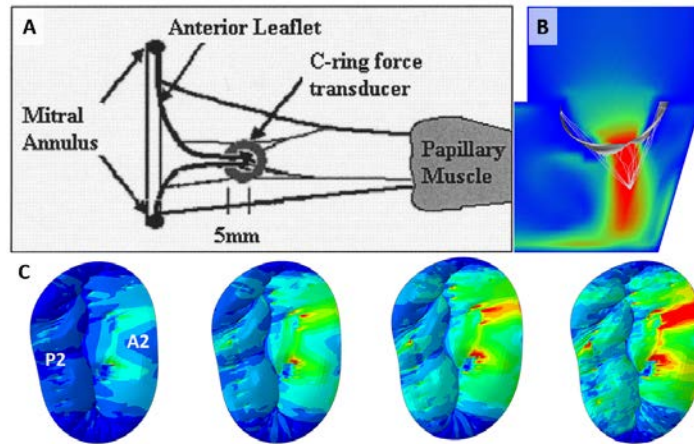 A
Anterior Leaflet
C-ring force
transducer
Mitral
Annulus
Papillary
Muscle
5mm
B
C
P2
A2